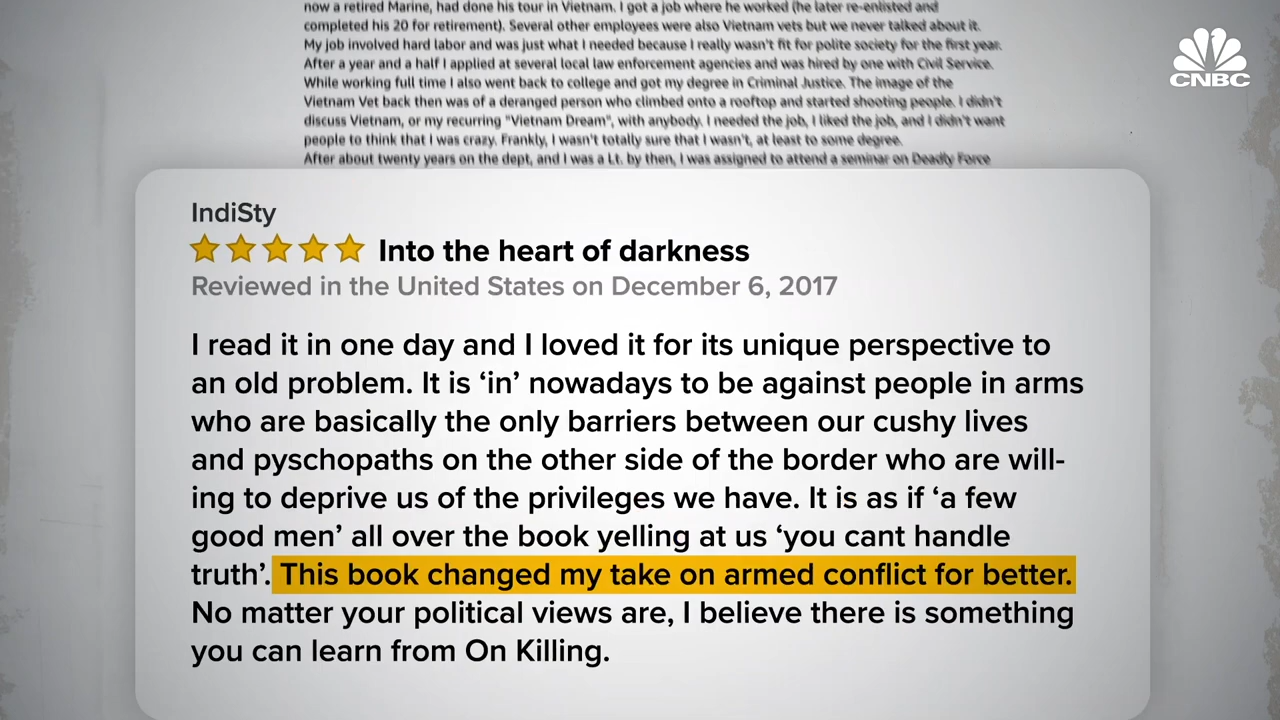 now a retired Marine, had done his tour in Vietnam. I got a job where he worked (he later re-enlisted and
completed his 20 for retirement). Several other employees were also Vietnam vets but we never talked about it.
My job involved hard labor and was just what I needed because I really wasn't fit for polite society for the first year.
After a year and a half I applied at several local law enforcement agencies and was hired by one with Civil Service.
While working full time I also went back to college and got my degree in Criminal Justice. The image of the
Vietnam Vet back then was of a deranged person who climbed onto a rooftop and started shooting people. I didn't
discuss Vietnam, or my recurring "Vietnam Dream", with anybody. I needed the job, I liked the job, and I didn't want
people to think that I was crazy. Frankly, I wasn't totally sure that I wasn't, at least to some degree.
After about twenty years on the dept, and I was a Lt. by then, I was assigned to attend a seminar on Deadly Force
CNBC
IndiSty
Into the heart of darkness
Reviewed in the United States on December 6, 2017
I read it in one day and I loved it for its unique perspective to
an old problem. It is ‘in’ nowadays to be against people in arms
who are basically the only barriers between our cushy lives
and pyschopaths on the other side of the border who are will-
ing to deprive us of the privileges we have. It is as if ‘a few
good men’ all over the book yelling at us ‘you cant handle
truth’. This book changed my take on armed conflict for better.
No matter your political views are, I believe there is something
you can learn from On Killing.